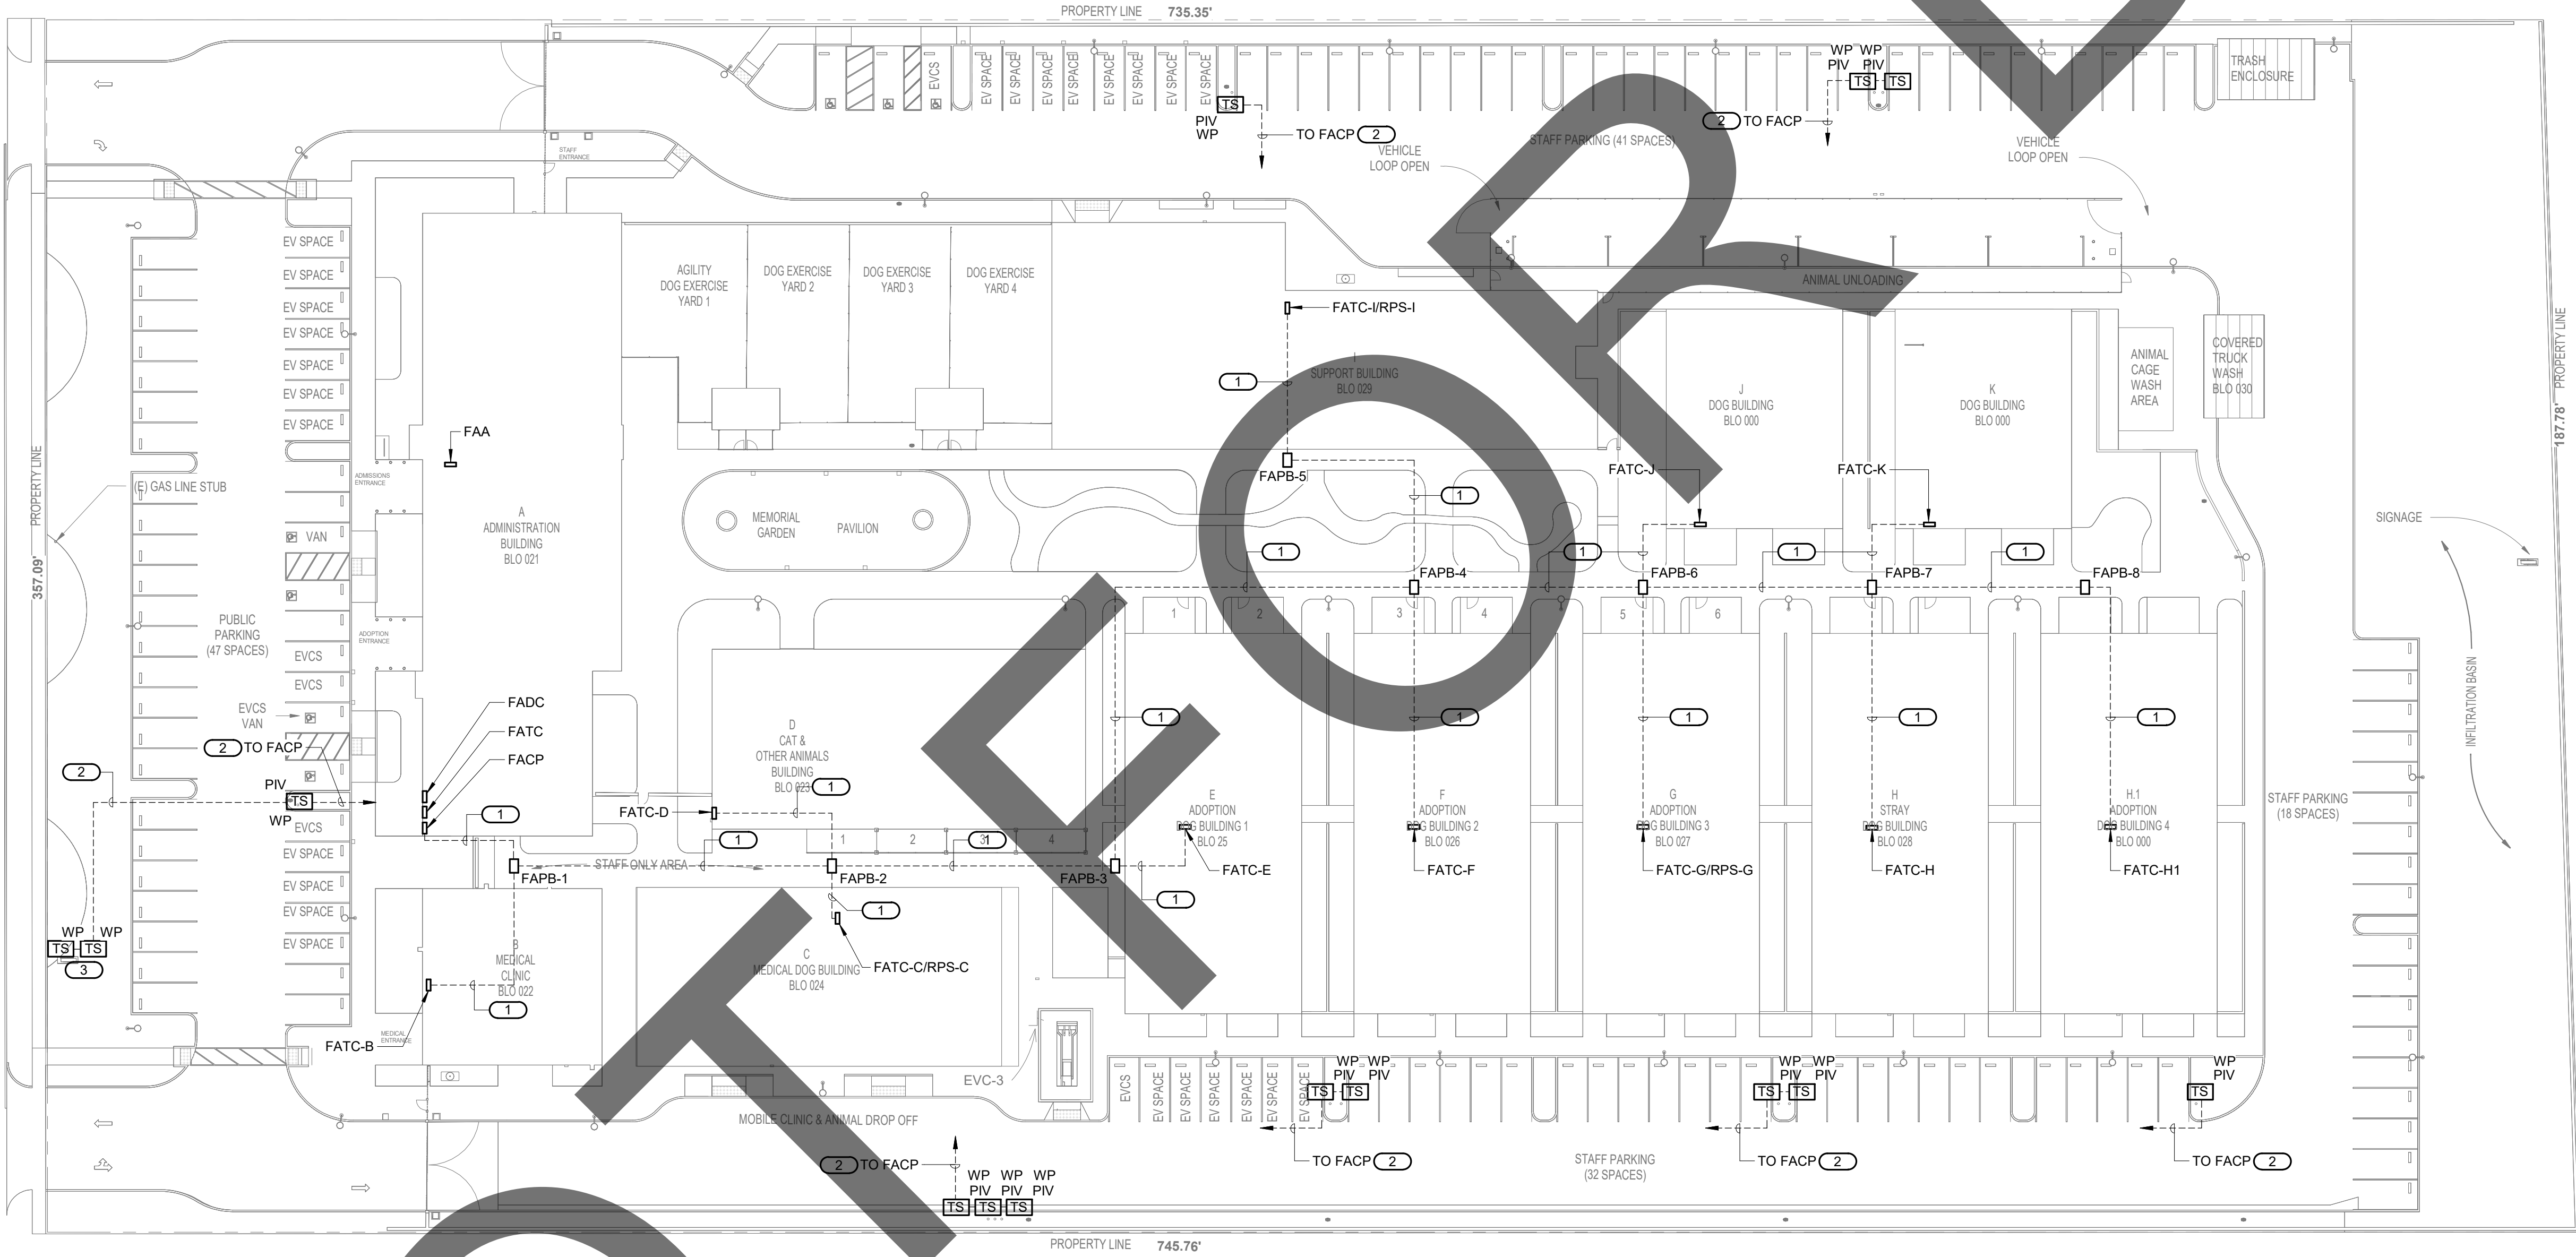 PROPERTY LINE 735.35'
EVCS
EV SPACE
EV SPACE
EV SPACE
EV SPACE
EV SPACE
EV SPACE
EV SPACE
EV SPACE
TS
PIV
WP
TO FACP 2
WP WP
PIV PIV
TS TS
2 TO FACP
TRASH
ENCLOSURE
STAFF PARKING (41 SPACES)
VEHICLE
LOOP OPEN
VEHICLE
LOOP OPEN
STAFF
ENTRANCE
EV SPACE
EV SPACE
EV SPACE
EV SPACE
EV SPACE
EV SPACE
EV SPACE
AGILITY
DOG EXERCISE
YARD 1
DOG EXERCISE
YARD 2
DOG EXERCISE
YARD 3
DOG EXERCISE
YARD 4
FATC-I/RPS-I
1
I
SUPPORT BUILDING
BLO 029
ANIMAL UNLOADING
J
DOG BUILDING
BLO 000
K
DOG BUILDING
BLO 000
ANIMAL
CAGE
WASH
AREA
COVERED
TRUCK
WASH
BLO 030
PROPERTY LINE
187.78'
FAA
ADMISSIONS
ENTRANCE
PROPERTY LINE
357.09'
(E) GAS LINE STUB
VAN
A
ADMINISTRATION
BUILDING
BLO 021
MEMORIAL
GARDEN
PAVILION
FAPB-5
1
FATC-J
FATC-K
SIGNAGE
1
1
1
1
FAPB-4
FAPB-6
FAPB-7
FAPB-8
1
2
3
4
5
6
PUBLIC
PARKING
(47 SPACES)
ADOPTION
ENTRANCE
EVCS
EVCS
EVCS
VAN
2 TO FACP
2
PIV
TS
WP
EVCS
EV SPACE
EV SPACE
EV SPACE
EV SPACE
FADC
FATC
FACP
1
D
CAT &
OTHER ANIMALS
BUILDING
BLO 023
1
FATC-D
1
1
1
2
3
4
STAFF ONLY AREA
FAPB-1
FAPB-2
FAPB-3
1
1
1
1
1
E
ADOPTION
DOG BUILDING 1
BLO 25
F
ADOPTION
DOG BUILDING 2
BLO 026
G
ADOPTION
DOG BUILDING 3
BLO 027
H
STRAY
DOG BUILDING
BLO 028
H.1
ADOPTION
DOG BUILDING 4
BLO 000
FATC-E
FATC-F
FATC-G/RPS-G
FATC-H
FATC-H1
1
1
STAFF PARKING
(18 SPACES)
INFILTRATION BASIN
WP WP
TS TS
3
B
MEDICAL
CLINIC
BLO 022
1
FATC-B
MEDICAL
ENTRANCE
C
MEDICAL DOG BUILDING
BLO 024
FATC-C/RPS-C
EVC-3
MOBILE CLINIC & ANIMAL DROP OFF
EVCS
EV SPACE
EV SPACE
EV SPACE
EV SPACE
EV SPACE
EV SPACE
WP WP
PIV PIV
TS TS
TO FACP 2
WP WP
PIV PIV
TS TS
TO FACP 2
WP
PIV
TS
TO FACP 2
STAFF PARKING
(32 SPACES)
2 TO FACP
WP WP WP
PIV PIV PIV
TS TS TS
PROPERTY LINE 745.76'